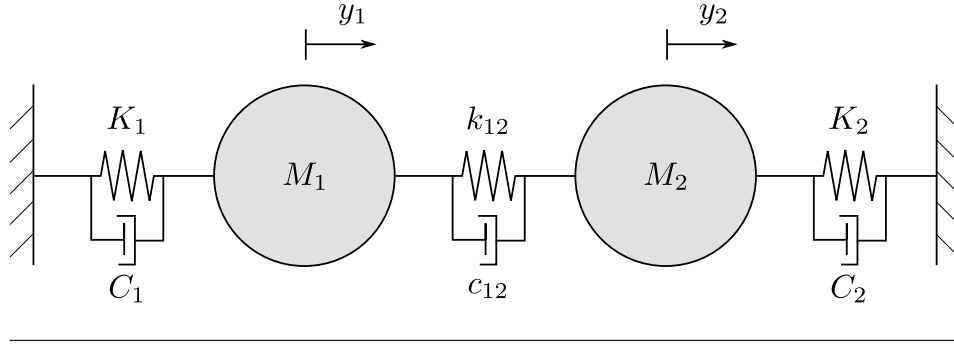 y₁ y₂
K₁ k₁₂ K₂
M₁ M₂
C₁ c₁₂ C₂